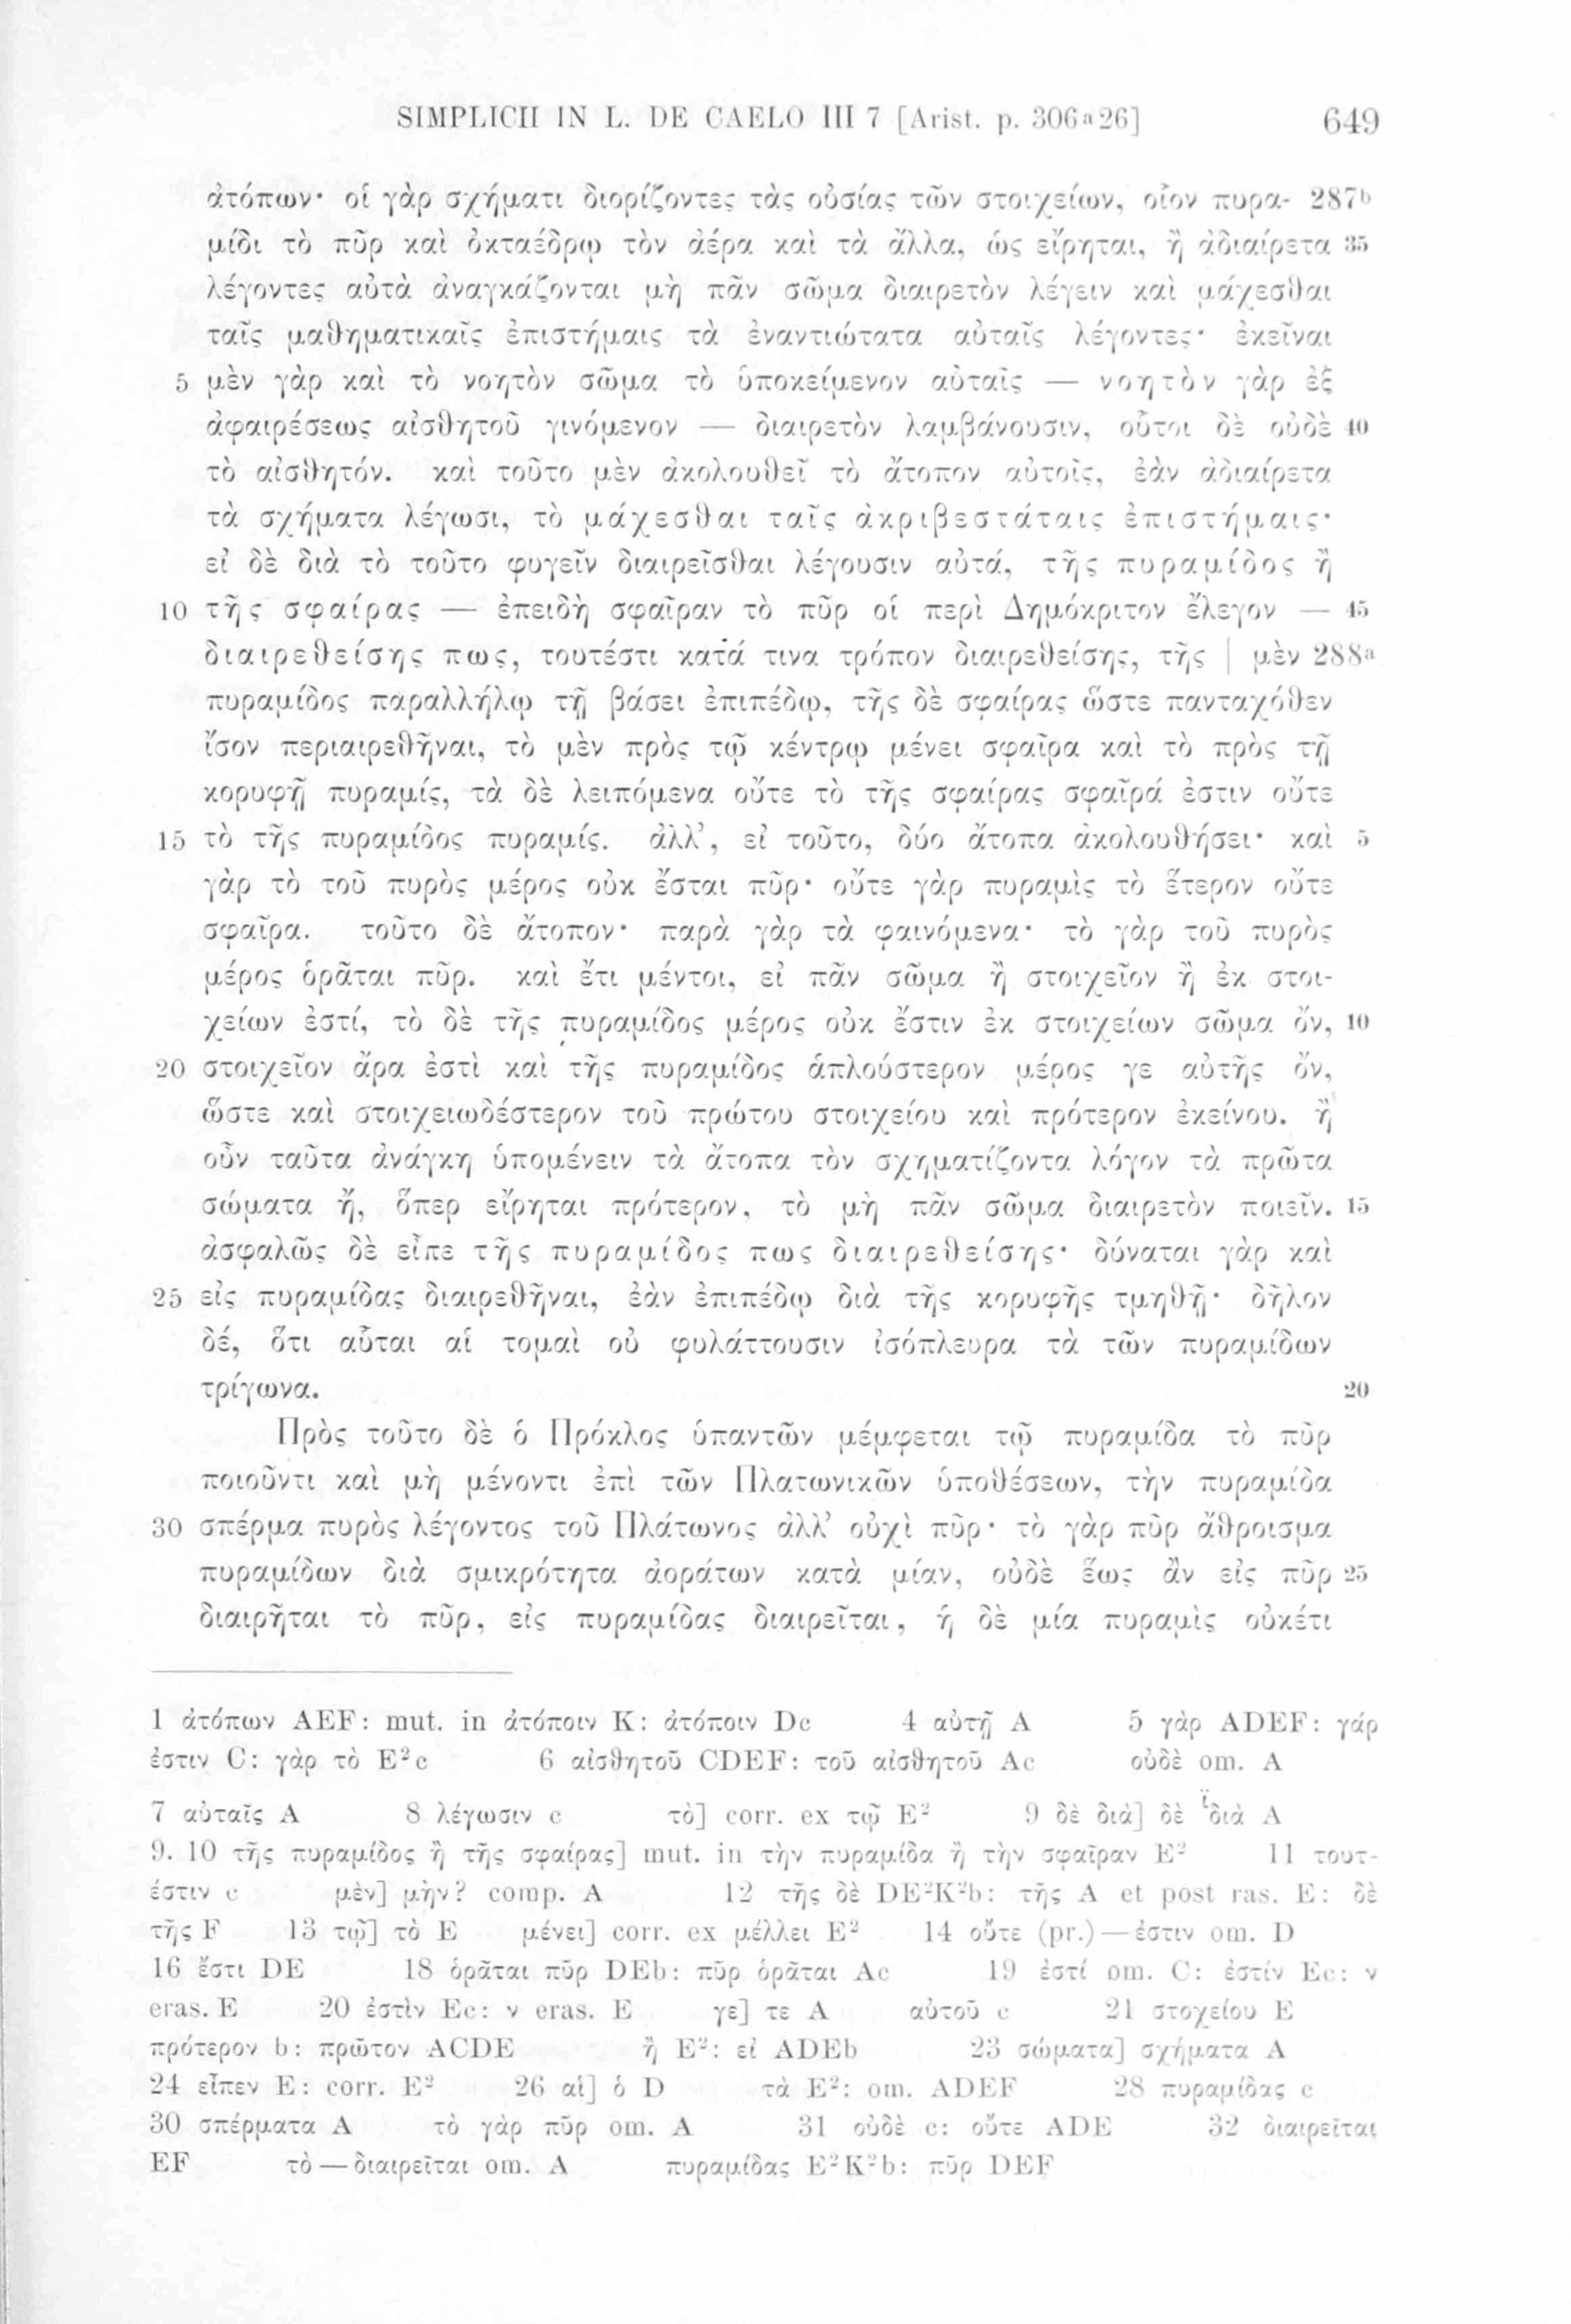 SIMPLICII IN L. DE CAELO III 7 [Arist. p. 306a26] 649
ἀτόπων· οἱ γὰρ σχήματι διορίζοντες τὰς οὐσίας τῶν στοιχείων, οἷον πυρα- 287b
μίδι τὸ πῦρ καὶ ὀκταέδρῳ τὸν ἀέρα καὶ τὰ ἄλλα, ὡς εἴρηται, ἢ ἀδιαίρετα 35
λέγοντες αὐτὰ ἀναγκάζονται μὴ πᾶν σῶμα διαιρετὸν λέγειν καὶ μάχεσθαι
ταῖς μαθηματικαῖς ἐπιστήμαις τὰ ἐναντιώτατα αὐταῖς λέγοντες· ἐκεῖναι
5 μὲν γὰρ καὶ τὸ νοητὸν σῶμα τὸ ὑποκείμενον αὐταῖς — νοητὸν γὰρ ἐξ
ἀφαιρέσεως αἰσθητοῦ γινόμενον — διαιρετὸν λαμβάνουσιν, οὗτοι δὲ οὐδὲ 40
τὸ αἰσθητόν. καὶ τοῦτο μὲν ἀκολουθεῖ τὸ ἄτοπον αὐτοῖς, ἐὰν ἀδιαίρετα
τὰ σχήματα λέγωσι, τὸ μάχεσθαι ταῖς ἀκριβεστάταις ἐπιστήμαις·
εἰ δὲ διὰ τὸ τοῦτο φυγεῖν διαιρεῖσθαι λέγουσιν αὐτά, τῆς πυραμίδος ἢ
10 τῆς σφαίρας — ἐπειδὴ σφαῖραν τὸ πῦρ οἱ περὶ Δημόκριτον ἔλεγον — 45
διαιρεθείσης πως, τουτέστι κατά τινα τρόπον διαιρεθείσης, τῆς | μὲν 288a
πυραμίδος παραλλήλῳ τῇ βάσει ἐπιπέδῳ, τῆς δὲ σφαίρας ὥστε πανταχόθεν
ἴσον περιαιρεθῆναι, τὸ μὲν πρὸς τῷ κέντρῳ μένει σφαῖρα καὶ τὸ πρὸς τῇ
κορυφῇ πυραμίς, τὰ δὲ λειπόμενα οὔτε τὸ τῆς σφαίρας σφαῖρά ἐστιν οὔτε
15 τὸ τῆς πυραμίδος πυραμίς. ἀλλ’, εἰ τοῦτο, δύο ἄτοπα ἀκολουθήσει· καὶ 5
γὰρ τὸ τοῦ πυρὸς μέρος οὐκ ἔσται πῦρ· οὔτε γὰρ πυραμὶς τὸ ἕτερον οὔτε
σφαῖρα. τοῦτο δὲ ἄτοπον· παρὰ γὰρ τὰ φαινόμενα· τὸ γὰρ τοῦ πυρὸς
μέρος ὁρᾶται πῦρ. καὶ ἔτι μέντοι, εἰ πᾶν σῶμα ἢ στοιχεῖον ἢ ἐκ στοι-
χείων ἐστί, τὸ δὲ τῆς πυραμίδος μέρος οὐκ ἔστιν ἐκ στοιχείων σῶμα ὄν, 10
20 στοιχεῖον ἄρα ἐστὶ καὶ τῆς πυραμίδος ἁπλούστερον μέρος γε αὐτῆς ὄν,
ὥστε καὶ στοιχειωδέστερον τοῦ πρώτου στοιχείου καὶ πρότερον ἐκείνου. ἢ
οὖν ταῦτα ἀνάγκη ὑπομένειν τὰ ἄτοπα τὸν σχηματίζοντα λόγον τὰ πρῶτα
σώματα ἤ, ὅπερ εἴρηται πρότερον, τὸ μὴ πᾶν σῶμα διαιρετὸν ποιεῖν. 15
ἀσφαλῶς δὲ εἶπε τῆς πυραμίδος πως διαιρεθείσης· δύναται γὰρ καὶ
25 εἰς πυραμίδας διαιρεθῆναι, ἐὰν ἐπιπέδῳ διὰ τῆς κορυφῆς τμηθῇ· δῆλον
δέ, ὅτι αὗται αἱ τομαὶ οὐ φυλάττουσιν ἰσόπλευρα τὰ τῶν πυραμίδων
τρίγωνα. 20
Πρὸς τοῦτο δὲ ὁ Πρόκλος ὑπαντῶν μέμφεται τῷ πυραμίδα τὸ πῦρ
ποιοῦντι καὶ μὴ μένοντι ἐπὶ τῶν Πλατωνικῶν ὑποθέσεων, τὴν πυραμίδα
30 σπέρμα πυρὸς λέγοντος τοῦ Πλάτωνος ἀλλ’ οὐχὶ πῦρ· τὸ γὰρ πῦρ ἄθροισμα
πυραμίδων διὰ σμικρότητα ἀοράτων κατὰ μίαν, οὐδὲ ἕως ἂν εἰς πῦρ 25
διαιρῆται τὸ πῦρ, εἰς πυραμίδας διαιρεῖται, ἡ δὲ μία πυραμὶς οὐκέτι
1 ἀτόπων AEF: mut. in ἀτόποιν K: ἀτόποιν Dc 4 αὐτῇ A 5 γὰρ ADEF: γάρ
ἐστιν C: γὰρ τὸ E²c 6 αἰσθητοῦ CDEF: τοῦ αἰσθητοῦ Ac οὐδὲ om. A
7 αὐταῖς A 8 λέγωσιν c τὸ] corr. ex τῷ E² 9 δὲ διὰ] δὲ ἰδιὰ A
9. 10 τῆς πυραμίδος ἢ τῆς σφαίρας] mut. in τὴν πυραμίδα ἢ τὴν σφαῖραν E² 11 τουτ-
έστιν c μὲν] μὴν? comp. A 12 τῆς δὲ DE²K²b: τῆς A et post ras. E: δὲ
τῆς F 13 τῷ] τὸ E μένει] corr. ex μέλλει E² 14 οὔτε (pr.) — ἐστιν om. D
16 ἔστι DE 18 ὁρᾶται πῦρ DEb: πῦρ ὁρᾶται Ac 19 ἐστί om. C: ἐστίν Ec: ν
eras. E 20 ἐστὶν Ec: ν eras. E γε] τε A αὐτοῦ c 21 στοχείου E
πρότερον b: πρῶτον ACDE ἢ E²: εἰ ADEb 23 σώματα] σχήματα A
24 εἶπεν E: corr. E² 26 αἱ] ὁ D τὰ E²: om. ADEF 28 πυραμίδας c
30 σπέρματα A τὸ γὰρ πῦρ om. A 31 οὐδὲ c: οὔτε ADE 32 διαιρεῖται
EF τὸ — διαιρεῖται om. A πυραμίδας E²K²b: πῦρ DEF